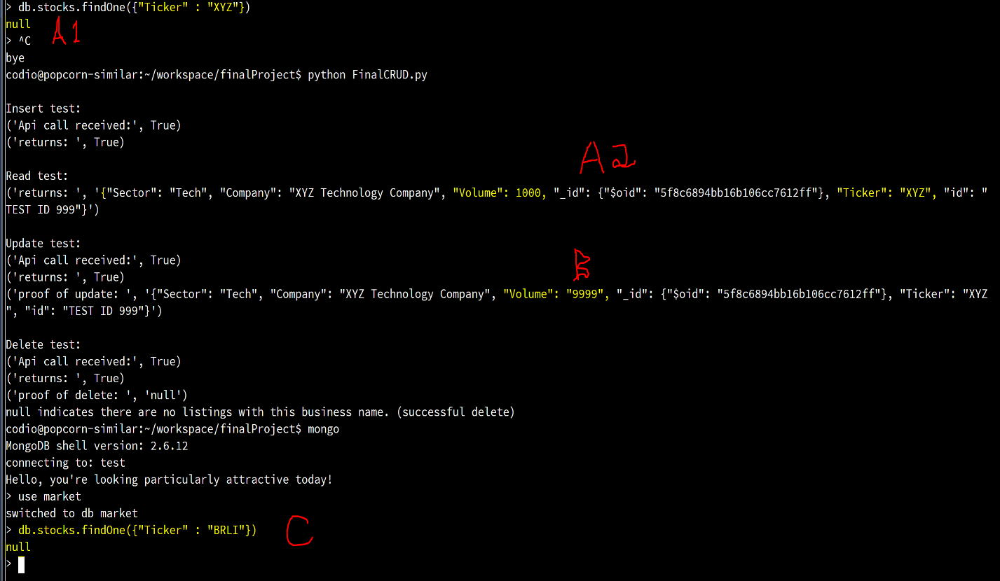 > db.stocks.findOne({"Ticker" : "XYZ"})
null
A1
> ^C
bye
codio@popcorn-similar:~/workspace/finalProject$ python FinalCRUD.py
Insert test:
('Api call received:', True)
('returns: ', True)
A2
Read test:
('returns: ', '{"Sector": "Tech", "Company": "XYZ Technology Company", "Volume": 1000, "_id": {"$oid": "5f8c6894bb16b106cc7612ff"}, "Ticker": "XYZ", "id": "
TEST ID 999"}')
Update test:
('Api call received:', True)
B
('returns: ', True)
('proof of update: ', '{"Sector": "Tech", "Company": "XYZ Technology Company", "Volume": "9999", "_id": {"$oid": "5f8c6894bb16b106cc7612ff"}, "Ticker": "XYZ
", "id": "TEST ID 999"}')
Delete test:
('Api call received:', True)
('returns: ', True)
('proof of delete: ', 'null')
null indicates there are no listings with this business name. (successful delete)
codio@popcorn-similar:~/workspace/finalProject$ mongo
MongoDB shell version: 2.6.12
connecting to: test
Hello, you're looking particularly attractive today!
> use market
switched to db market
> db.stocks.findOne({"Ticker" : "BRLI"})
C
null
>